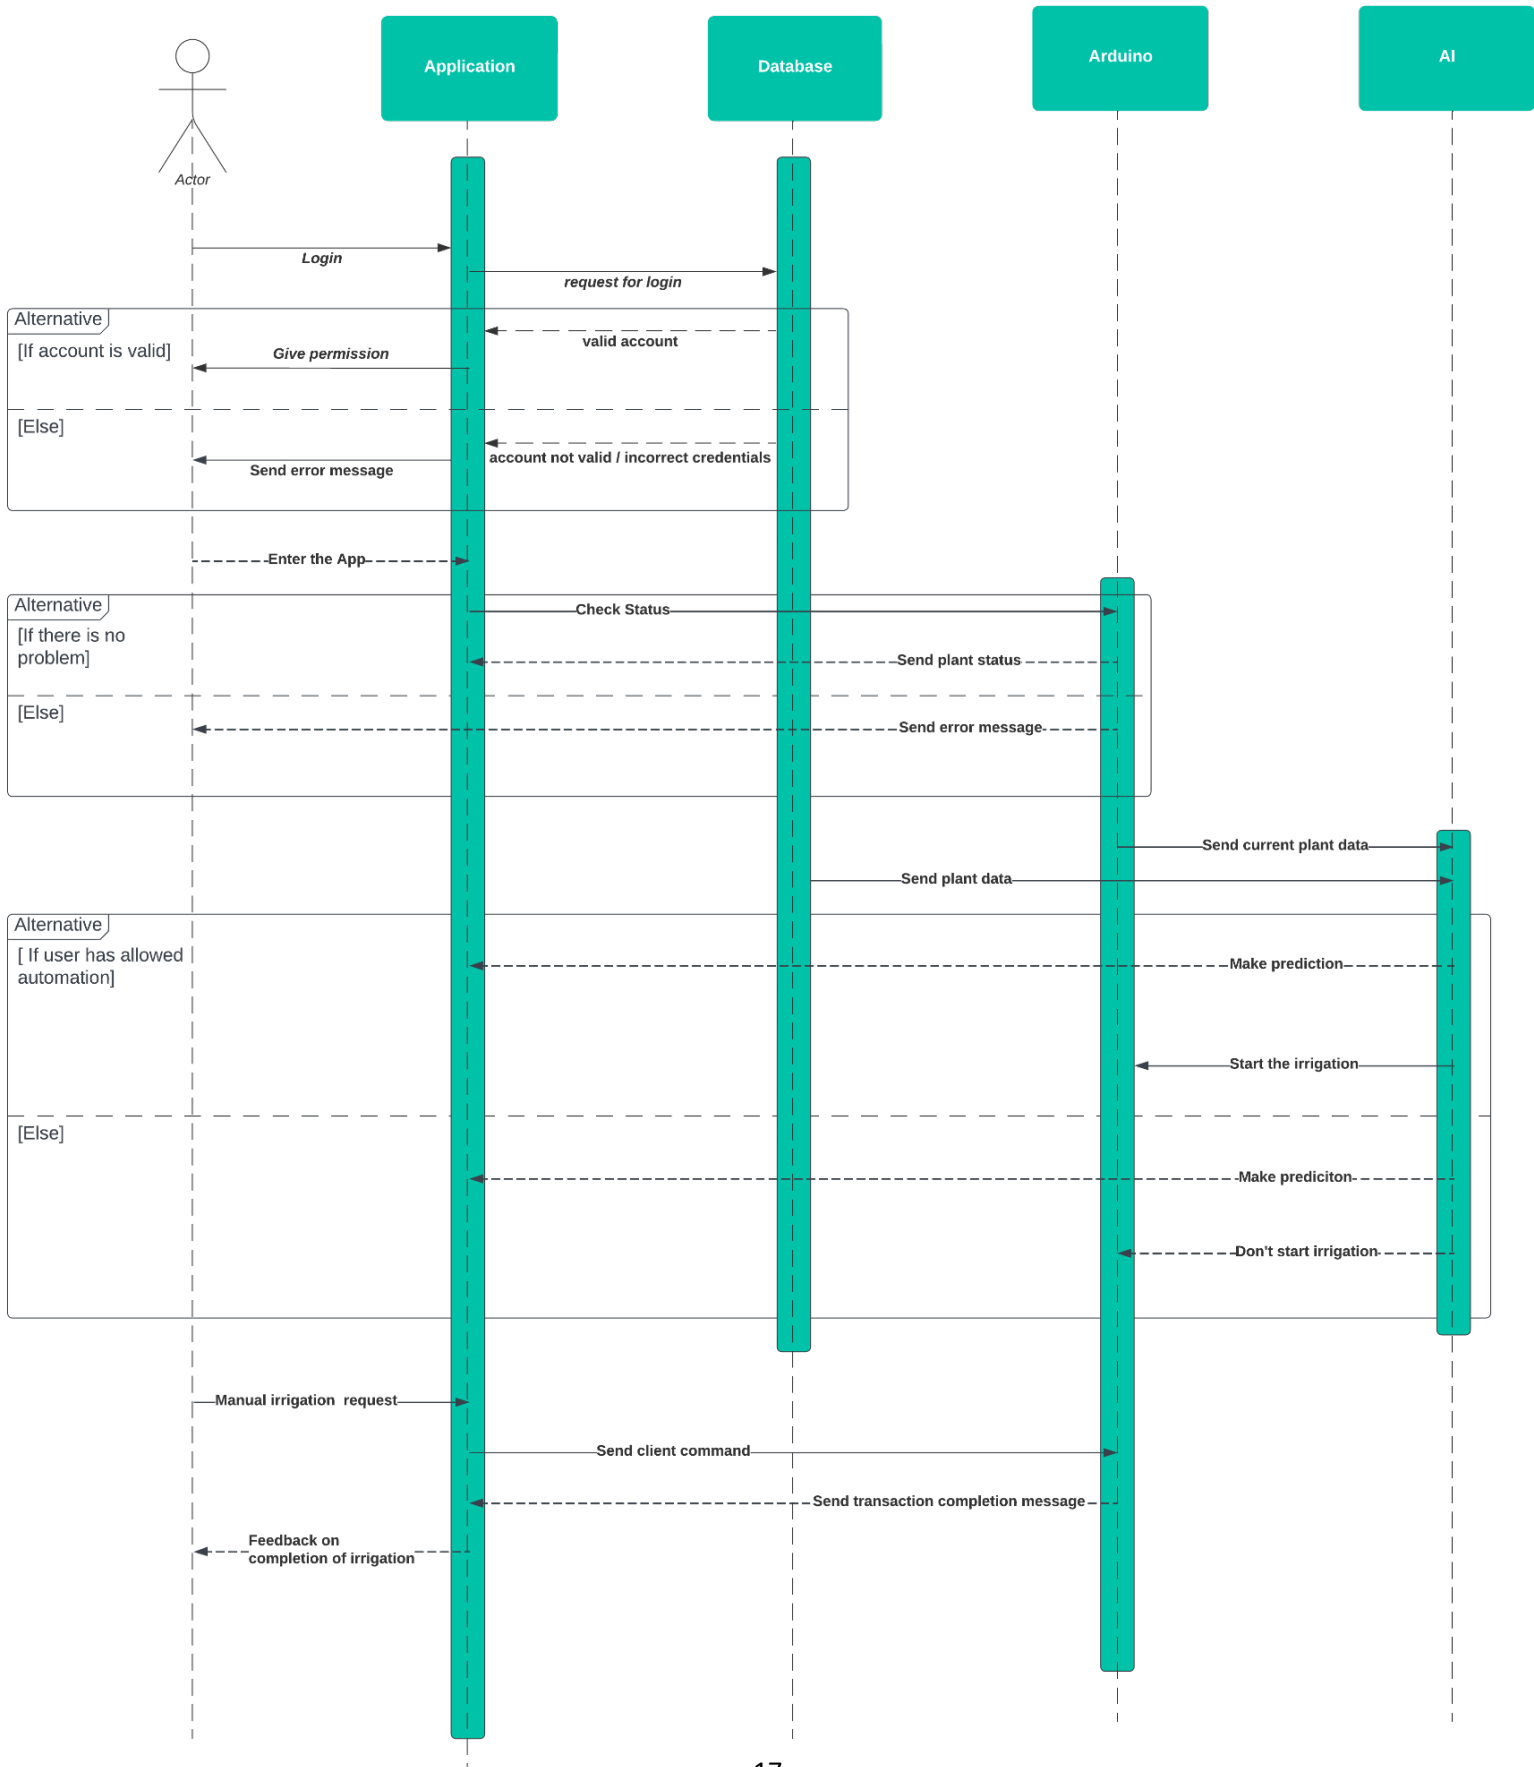 Application
Database
Arduino
AI
Actor
Login
request for login
Alternative
valid account
[If account is valid]
Give permission
[Else]
account not valid / incorrect credentials
Send error message
Enter the App
Alternative
Check Status
[If there is no
problem]
Send plant status
[Else]
Send error message
Send current plant data
Send plant data
Alternative
[ If user has allowed
automation]
Make prediction
Start the irrigation
[Else]
Make prediciton
Don't start irrigation
Manual irrigation  request
Send client command
Send transaction completion message
Feedback on
completion of irrigation